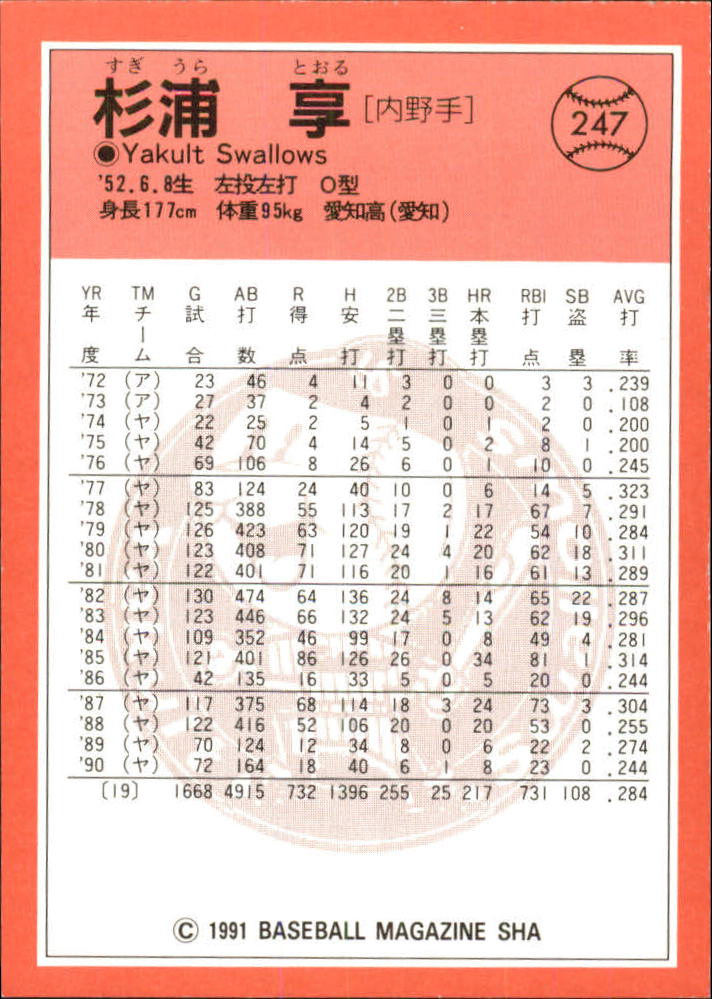 すぎ うら とおる
杉浦 享 [内野手] 247
●Yakult Swallows
'52.6.8生 左投左打 O型
身長177cm 体重95kg 愛知高(愛知)
YR TM G AB R H 2B 3B HR RBI SB AVG
年度 チーム 試合 打数 得点 安打 二塁打 三塁打 本塁打 打点 盗塁 打率
'72 (ア) 23 46 4 11 3 0 0 3 3 .239
'73 (ア) 27 37 2 4 2 0 0 2 0 .108
'74 (ヤ) 22 25 2 5 1 0 1 2 0 .200
'75 (ヤ) 42 70 4 14 5 0 2 8 1 .200
'76 (ヤ) 69 106 8 26 6 0 1 10 0 .245
'77 (ヤ) 83 124 24 40 10 0 6 14 5 .323
'78 (ヤ) 125 388 55 113 17 2 17 67 7 .291
'79 (ヤ) 126 423 63 120 19 1 22 54 10 .284
'80 (ヤ) 123 408 71 127 24 4 20 62 18 .311
'81 (ヤ) 122 401 71 116 20 1 16 61 13 .289
'82 (ヤ) 130 474 64 136 24 8 14 65 22 .287
'83 (ヤ) 123 446 66 132 24 5 13 62 19 .296
'84 (ヤ) 109 352 46 99 17 0 8 49 4 .281
'85 (ヤ) 121 401 86 126 26 0 34 81 1 .314
'86 (ヤ) 42 135 16 33 5 0 5 20 0 .244
'87 (ヤ) 117 375 68 114 18 3 24 73 3 .304
'88 (ヤ) 122 416 52 106 20 0 20 53 0 .255
'89 (ヤ) 70 124 12 34 8 0 6 22 2 .274
'90 (ヤ) 72 164 18 40 6 1 8 23 0 .244
[19] 1668 4915 732 1396 255 25 217 731 108 .284
© 1991 BASEBALL MAGAZINE SHA